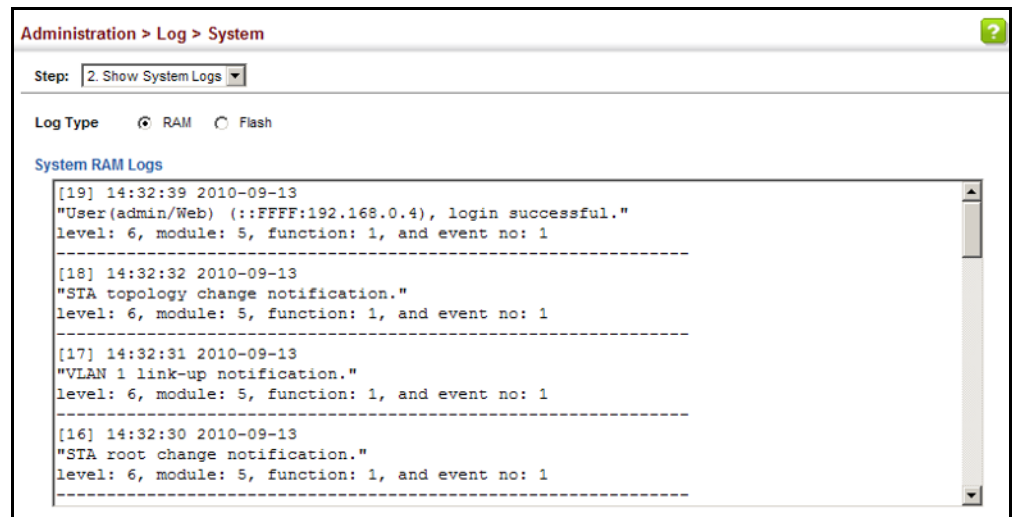 Administration > Log > System
?
Step: 2. Show System Logs
Log Type RAM Flash
System RAM Logs
[19] 14:32:39 2010-09-13
"User(admin/Web) (::FFFF:192.168.0.4), login successful."
level: 6, module: 5, function: 1, and event no: 1
----------------------------------------------------------------
[18] 14:32:32 2010-09-13
"STA topology change notification."
level: 6, module: 5, function: 1, and event no: 1
----------------------------------------------------------------
[17] 14:32:31 2010-09-13
"VLAN 1 link-up notification."
level: 6, module: 5, function: 1, and event no: 1
----------------------------------------------------------------
[16] 14:32:30 2010-09-13
"STA root change notification."
level: 6, module: 5, function: 1, and event no: 1
----------------------------------------------------------------